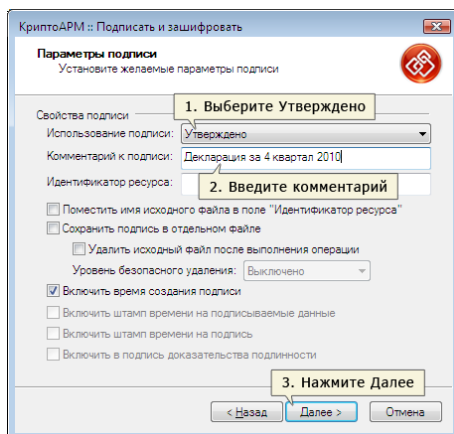 КриптоАРМ :: Подписать и зашифровать
Параметры подписи
Установите желаемые параметры подписи
1. Выберите Утверждено
Свойства подписи
Использование подписи: Утверждено
Комментарий к подписи: Декларация за 4 квартал 2010
Идентификатор ресурса:
2. Введите комментарий
Поместить имя исходного файла в поле "Идентификатор ресурса"
Сохранить подпись в отдельном файле
Удалить исходный файл после выполнения операции
Уровень безопасного удаления: Выключено
Включить время создания подписи
Включить штамп времени на подписываемые данные
Включить штамп времени на подпись
Включить в подпись доказательства подлинности
3. Нажмите Далее
< Назад Далее > Отмена